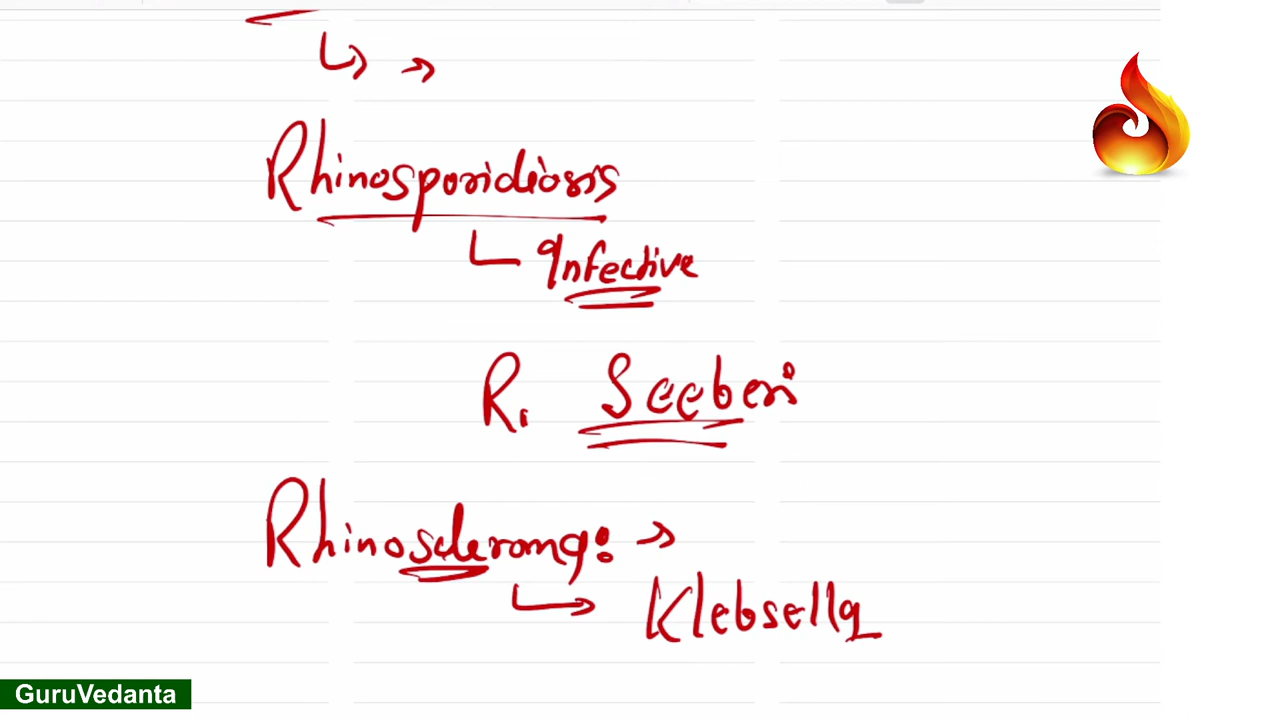 Rhinosporidiosis
Infective
R. Seeberi
Rhinoscleroma:
Klebsella
GuruVedanta